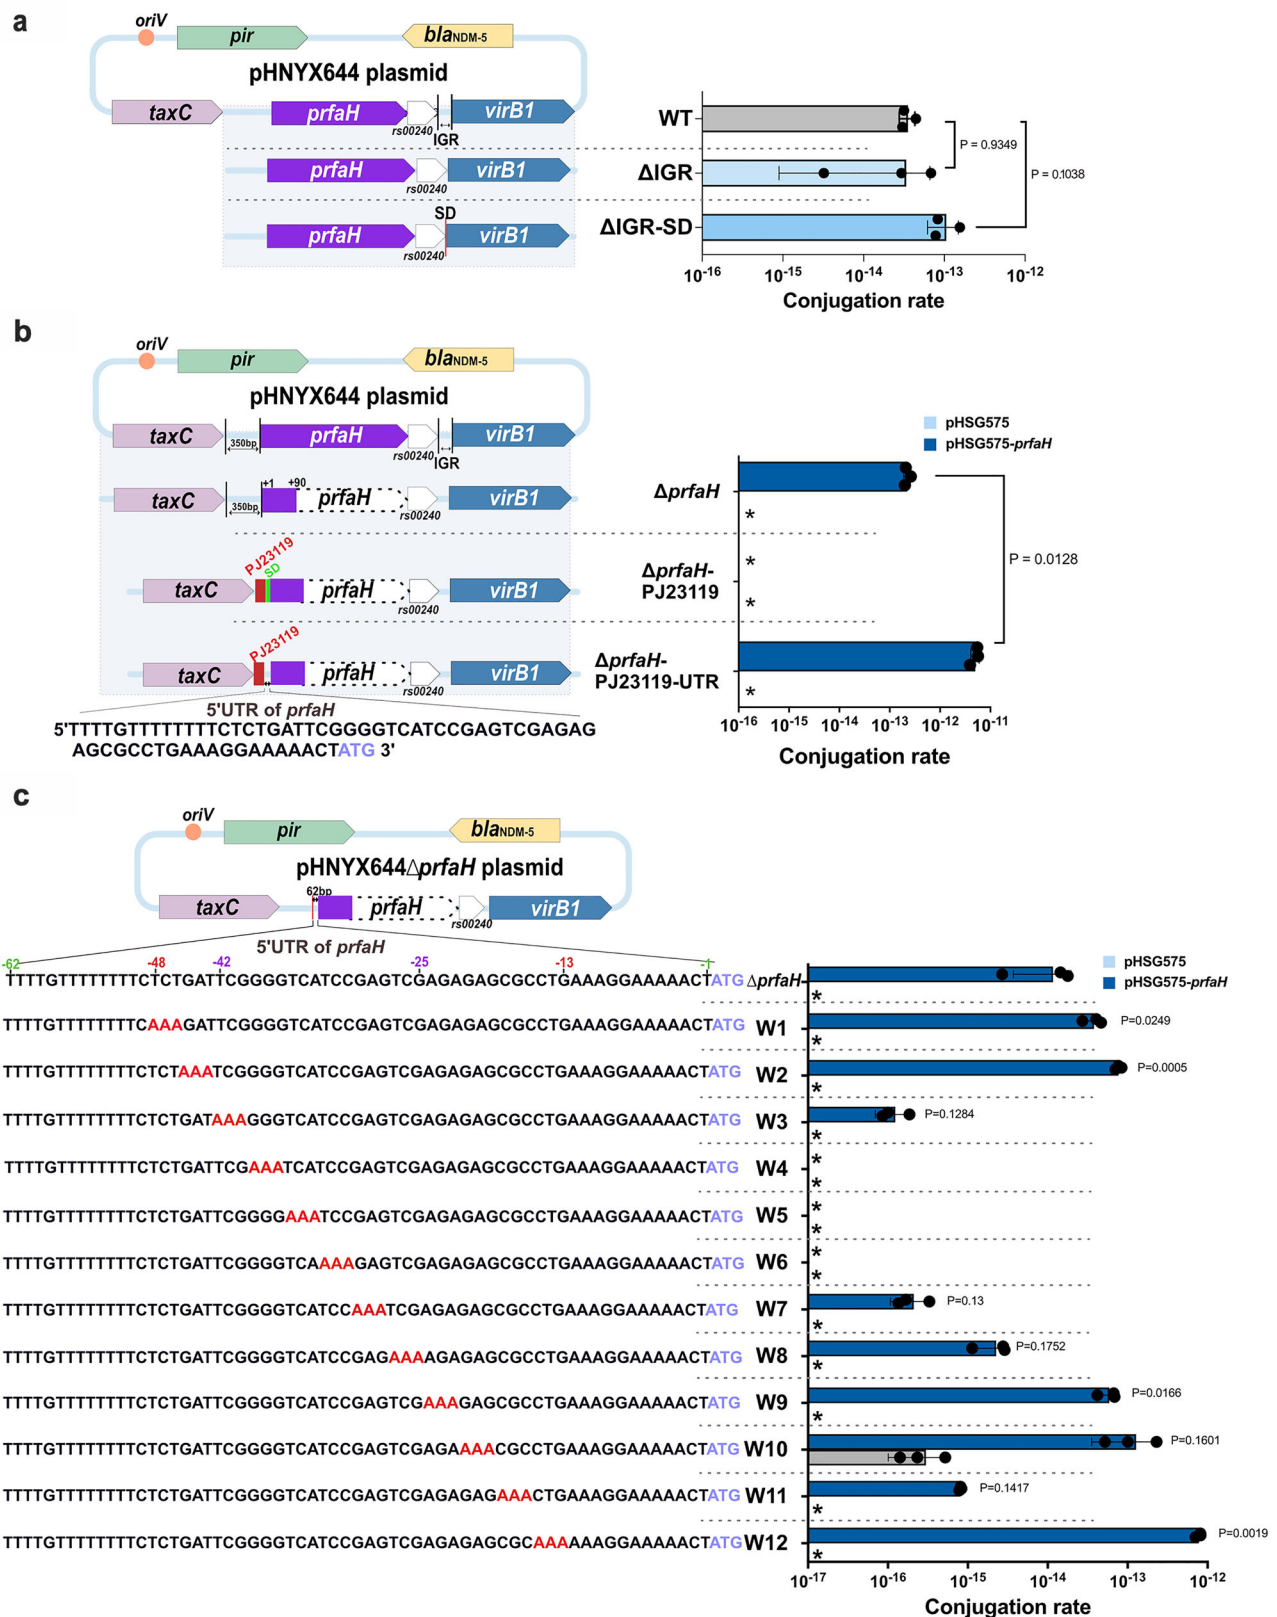 a
oriV
pir
blaNDM-5
pHNYX644 plasmid
taxC
prfaH
rs00240
IGR
virB1
prfaH
rs00240
virB1
SD
prfaH
rs00240
virB1
WT
ΔIGR
ΔIGR-SD
P = 0.9349
P = 0.1038
10-16 10-15 10-14 10-13 10-12
Conjugation rate
b
oriV
pir
blaNDM-5
pHNYX644 plasmid
taxC
350bp
prfaH
rs00240
IGR
virB1
taxC
350bp
+1 +90
prfaH
rs00240
virB1
PJ23119
SD
taxC
prfaH
rs00240
virB1
PJ23119
taxC
prfaH
rs00240
virB1
5'UTR of prfaH
5'TTTTGTTTTTTTTCTCTGATTCGGGGTCATCCGAGTCGAGAG
AGCGCCTGAAAGGAAAAACTATG 3'
pHSG575
pHSG575-prfaH
ΔprfaH
*
ΔprfaH-
PJ23119
*
*
ΔprfaH-
PJ23119-UTR
*
P = 0.0128
10-16 10-15 10-14 10-13 10-12 10-11
Conjugation rate
c
oriV
pir
blaNDM-5
pHNYX644ΔprfaH plasmid
taxC
62bp
prfaH
rs00240
virB1
5'UTR of prfaH
-62 -48 -42 -25 -13 -1
pHSG575
pHSG575-prfaH
TTTTGTTTTTTTTCTCTGATTCGGGGTCATCCGAGTCGAGAGAGCGCCTGAAAGGAAAAACTATG ΔprfaH
*
TTTTGTTTTTTTTCAAAGATTCGGGGTCATCCGAGTCGAGAGAGCGCCTGAAAGGAAAAACTATG W1 P=0.0249
*
TTTTGTTTTTTTTCTCTAAATCGGGGTCATCCGAGTCGAGAGAGCGCCTGAAAGGAAAAACTATG W2 P=0.0005
*
TTTTGTTTTTTTTCTCTGATAAAGGGTCATCCGAGTCGAGAGAGCGCCTGAAAGGAAAAACTATG W3 P=0.1284
*
TTTTGTTTTTTTTCTCTGATTCGAAATCATCCGAGTCGAGAGAGCGCCTGAAAGGAAAAACTATG W4
*
*
TTTTGTTTTTTTTCTCTGATTCGGGGAAATCCGAGTCGAGAGAGCGCCTGAAAGGAAAAACTATG W5
*
*
TTTTGTTTTTTTTCTCTGATTCGGGGTCAAAAGAGTCGAGAGAGCGCCTGAAAGGAAAAACTATG W6
*
*
TTTTGTTTTTTTTCTCTGATTCGGGGTCATCCAAATCGAGAGAGCGCCTGAAAGGAAAAACTATG W7 P=0.13
*
TTTTGTTTTTTTTCTCTGATTCGGGGTCATCCGAGAAAAGAGAGCGCCTGAAAGGAAAAACTATG W8 P=0.1752
*
TTTTGTTTTTTTTCTCTGATTCGGGGTCATCCGAGTCGAAAGAGCGCCTGAAAGGAAAAACTATG W9 P=0.0166
*
TTTTGTTTTTTTTCTCTGATTCGGGGTCATCCGAGTCGAGAAAACGCCTGAAAGGAAAAACTATG W10 P=0.1601
TTTTGTTTTTTTTCTCTGATTCGGGGTCATCCGAGTCGAGAGAGAAACTGAAAGGAAAAACTATG W11 P=0.1417
*
TTTTGTTTTTTTTCTCTGATTCGGGGTCATCCGAGTCGAGAGAGCGCAAAAAAGGAAAAACTATG W12 P=0.0019
*
10-17 10-16 10-15 10-14 10-13 10-12
Conjugation rate